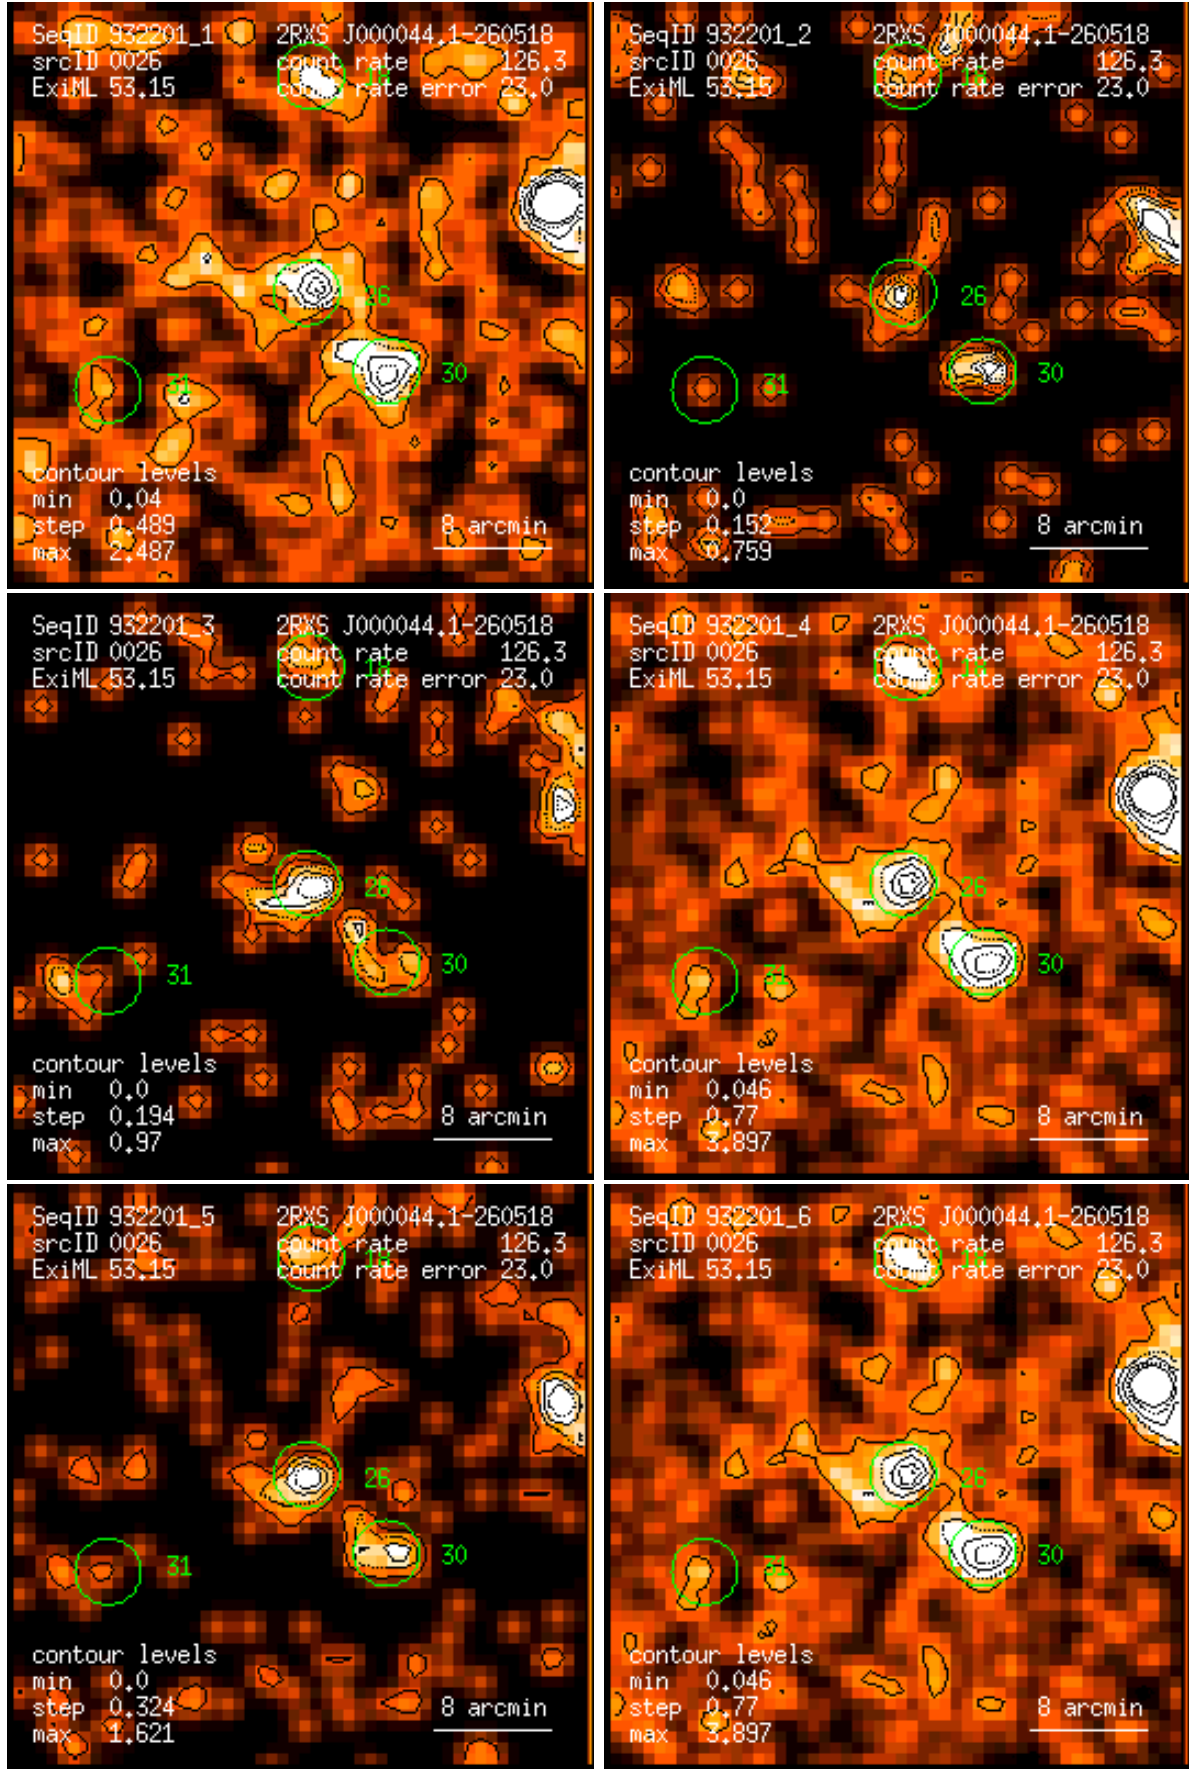 SeqID 932201_1 2RXS J000044.1-260518
srcID 0026 count rate 126.3
ExiML 53.15 count rate error 23.0
18
26
30
31
contour levels
min 0.04
step 0.489
max 2.487
8 arcmin
SeqID 932201_2 2RXS J000044.1-260518
srcID 0026 count rate 126.3
ExiML 53.15 count rate error 23.0
18
26
30
31
contour levels
min 0.0
step 0.152
max 0.759
8 arcmin
SeqID 932201_3 2RXS J000044.1-260518
srcID 0026 count rate 126.3
ExiML 53.15 count rate error 23.0
18
26
30
31
contour levels
min 0.0
step 0.194
max 0.97
8 arcmin
SeqID 932201_4 2RXS J000044.1-260518
srcID 0026 count rate 126.3
ExiML 53.15 count rate error 23.0
18
26
30
31
contour levels
min 0.046
step 0.77
max 3.897
8 arcmin
SeqID 932201_5 2RXS J000044.1-260518
srcID 0026 count rate 126.3
ExiML 53.15 count rate error 23.0
18
26
30
31
contour levels
min 0.0
step 0.324
max 1.621
8 arcmin
SeqID 932201_6 2RXS J000044.1-260518
srcID 0026 count rate 126.3
ExiML 53.15 count rate error 23.0
18
26
30
31
contour levels
min 0.046
step 0.77
max 3.897
8 arcmin